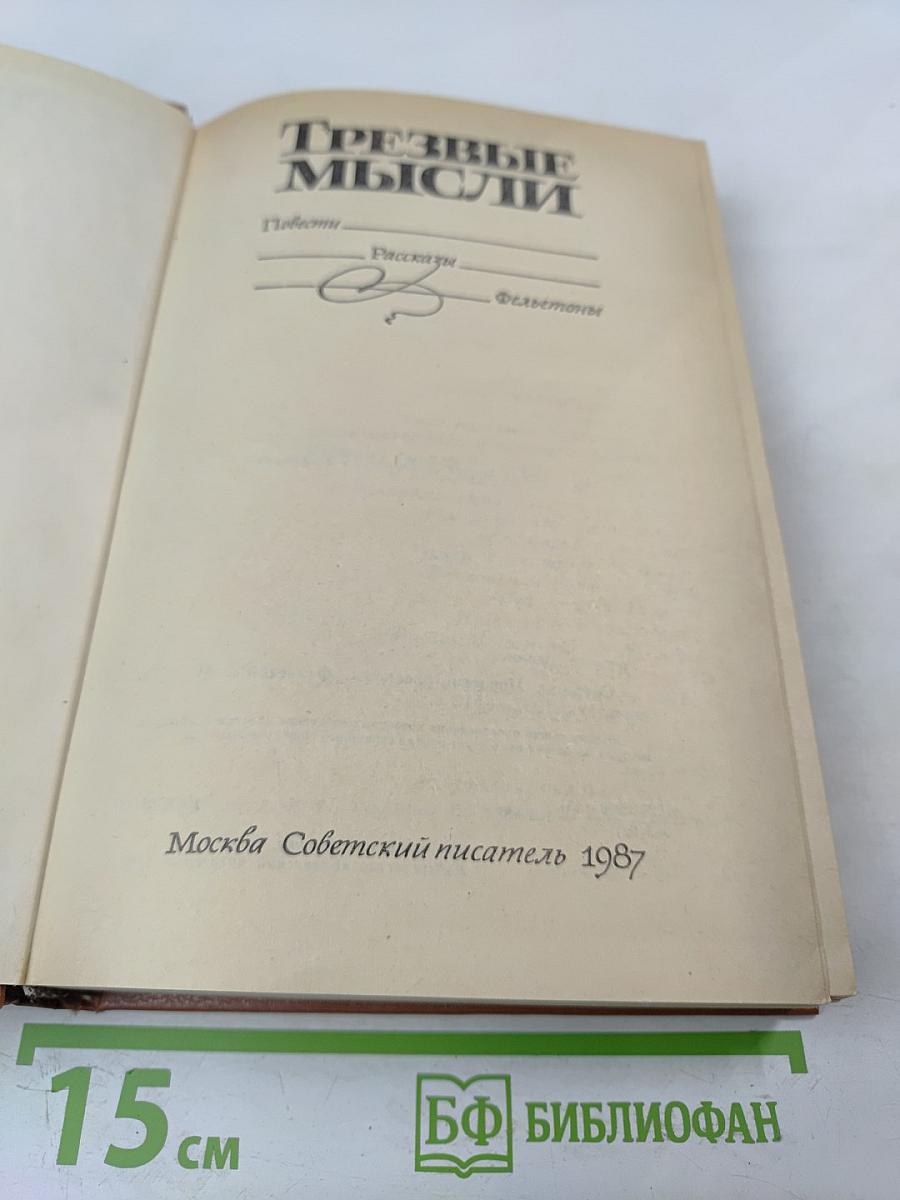 ТРЕЗВЫЕ
МЫСЛИ
Повести
Рассказы
Фельетоны
Москва Советский писатель 1987
15 см
БФ БИБЛИОФАН